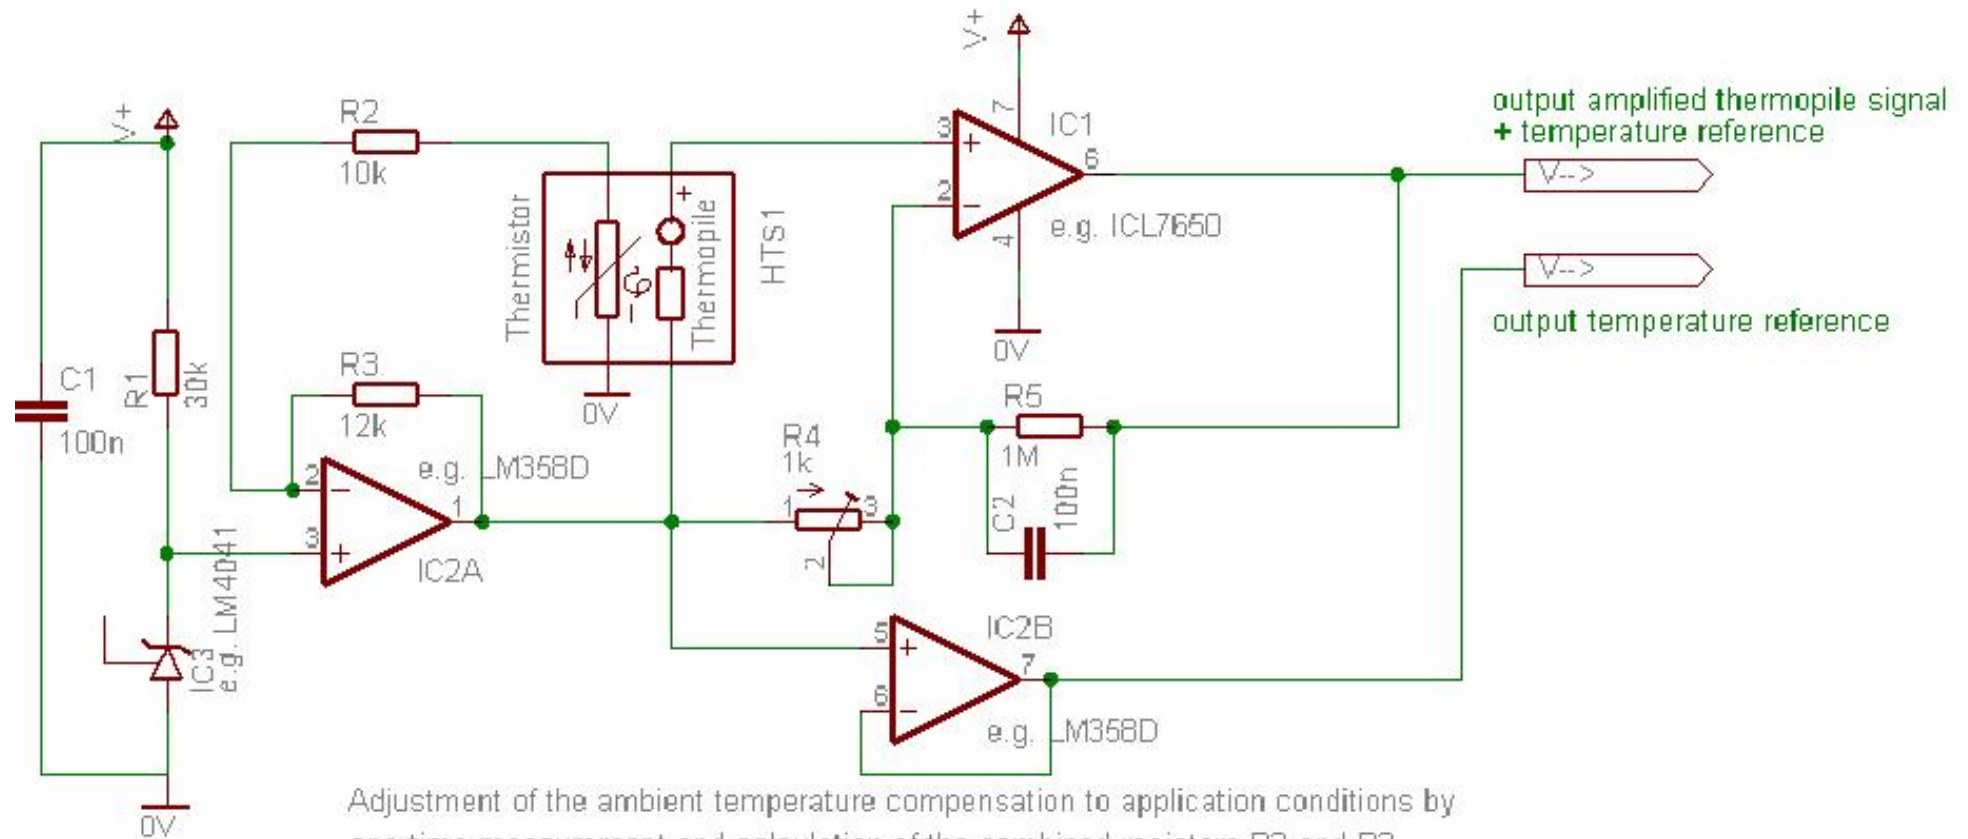 V+
C1
100n
R1
30k
IC3
e.g. LM4041
0V
R2
10k
R3
12k
2
3
1
e.g. LM358D
IC2A
Thermistor
Thermopile
+
HTS1
0V
V+
7
3
2
4
6
IC1
e.g. ICL7650
0V
R4
1k
1
2
3
R5
1M
C2
100n
5
6
7
IC2B
e.g. LM358D
output amplified thermopile signal
+ temperature reference
V-->
V-->
output temperature reference
Adjustment of the ambient temperature compensation to application conditions by